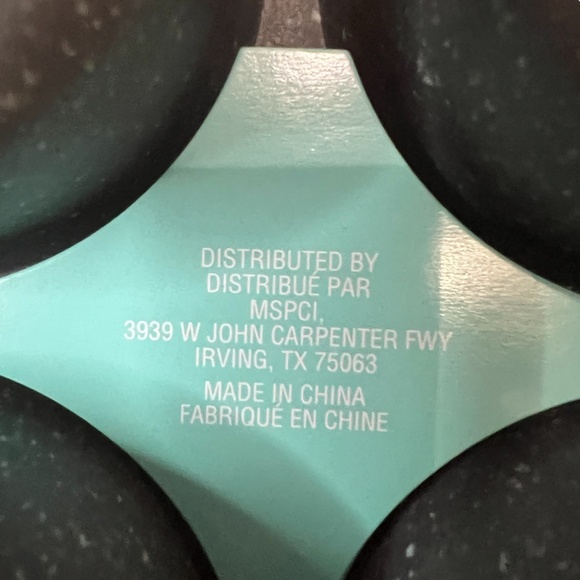 DISTRIBUTED BY
DISTRIBUÉ PAR
MSPCI,
3939 W JOHN CARPENTER FWY
IRVING, TX 75063
MADE IN CHINA
FABRIQUÉ EN CHINE